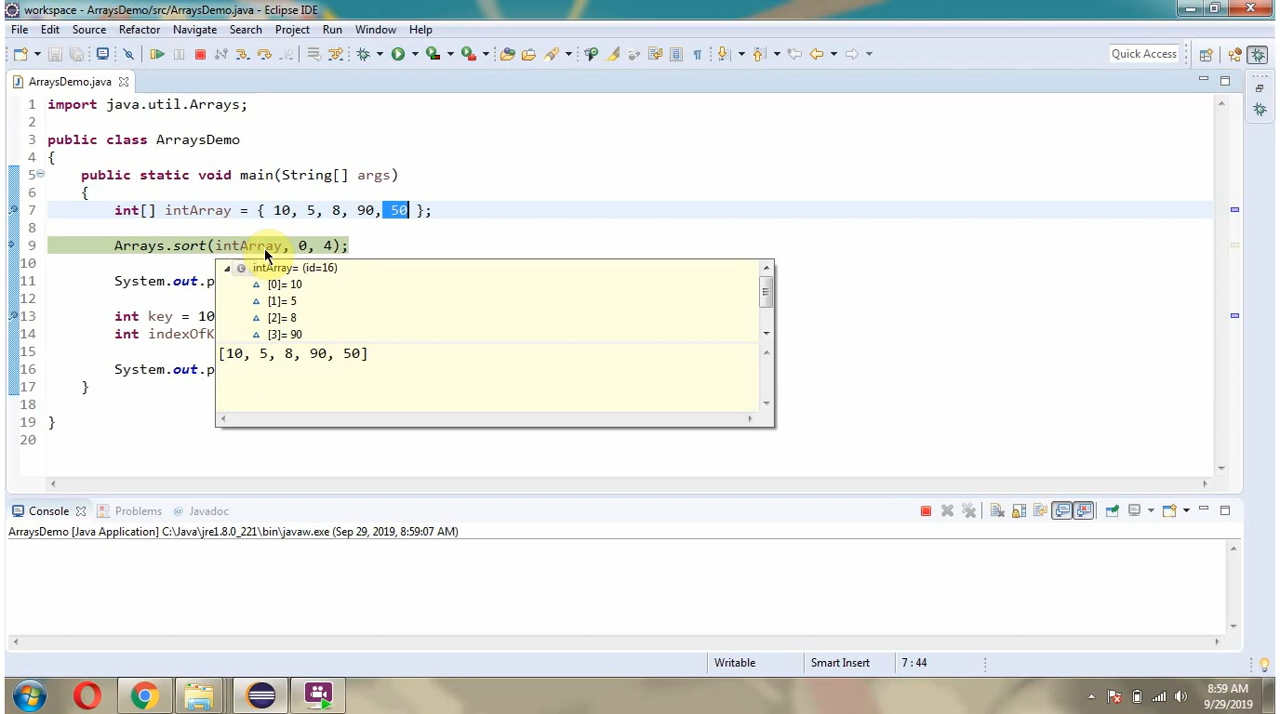 workspace - ArraysDemo/src/ArraysDemo.java - Eclipse IDE
File Edit Source Refactor Navigate Search Project Run Window Help
Quick Access
ArraysDemo.java
1 import java.util.Arrays;
2
3 public class ArraysDemo
4 {
5 public static void main(String[] args)
6 {
7 int[] intArray = { 10, 5, 8, 90, 50 };
8
9 Arrays.sort(intArray, 0, 4);
10
intArray= (id=16)
11 System.out.p
[0]= 10
12
[1]= 5
13 int key = 10
[2]= 8
14 int indexOfK
[3]= 90
15
[10, 5, 8, 90, 50]
16 System.out.p
17 }
18
19 }
20
Console Problems Javadoc
ArraysDemo [Java Application] C:\Java\jre1.8.0_221\bin\javaw.exe (Sep 29, 2019, 8:59:07 AM)
Writable Smart Insert 7 : 44
8:59 AM
9/29/2019